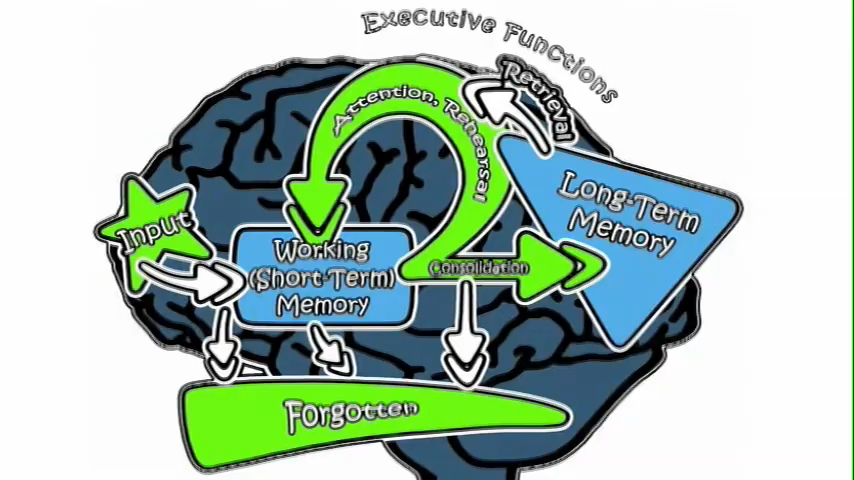 Executive Functions
Retrieval
Attention, Rehearsal
Long-Term
Memory
Input
Working
(Short-Term)
Memory
Consolidation
Forgotten